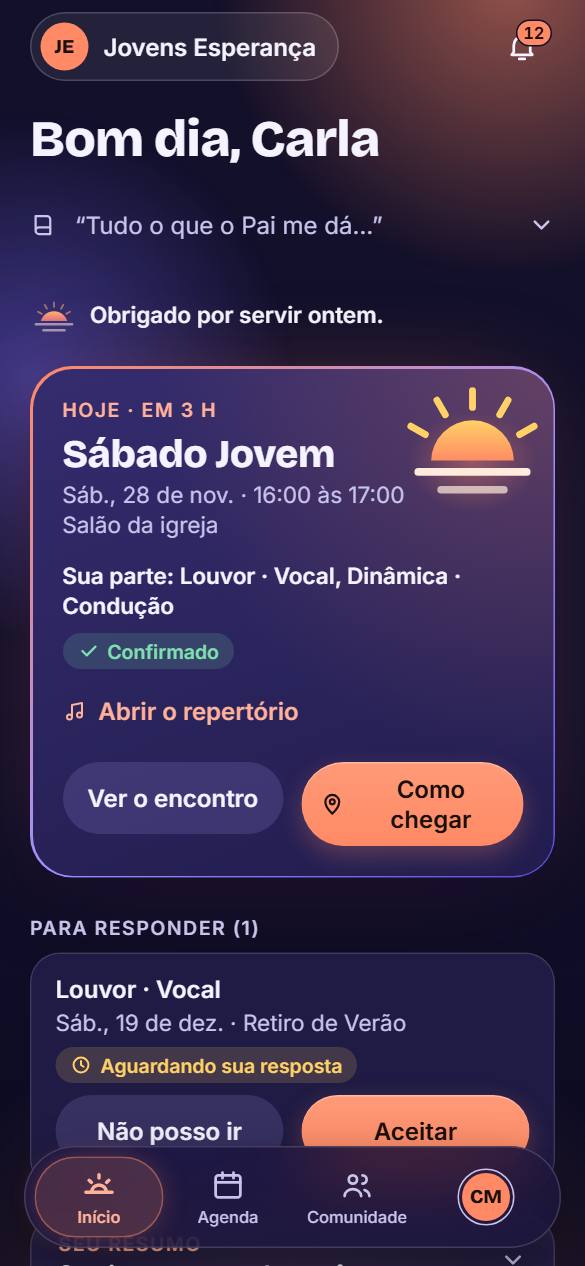 JE
Jovens Esperança
12
Bom dia, Carla
“Tudo o que o Pai me dá...”
Obrigado por servir ontem.
HOJE · EM 3 H
Sábado Jovem
Sáb., 28 de nov. · 16:00 às 17:00
Salão da igreja
Sua parte: Louvor · Vocal, Dinâmica ·
Condução
Confirmado
Abrir o repertório
Ver o encontro
Como
chegar
PARA RESPONDER (1)
Louvor · Vocal
Sáb., 19 de dez. · Retiro de Verão
Aguardando sua resposta
Não posso ir
Aceitar
Início
Agenda
Comunidade
CM
SEU RESUMO